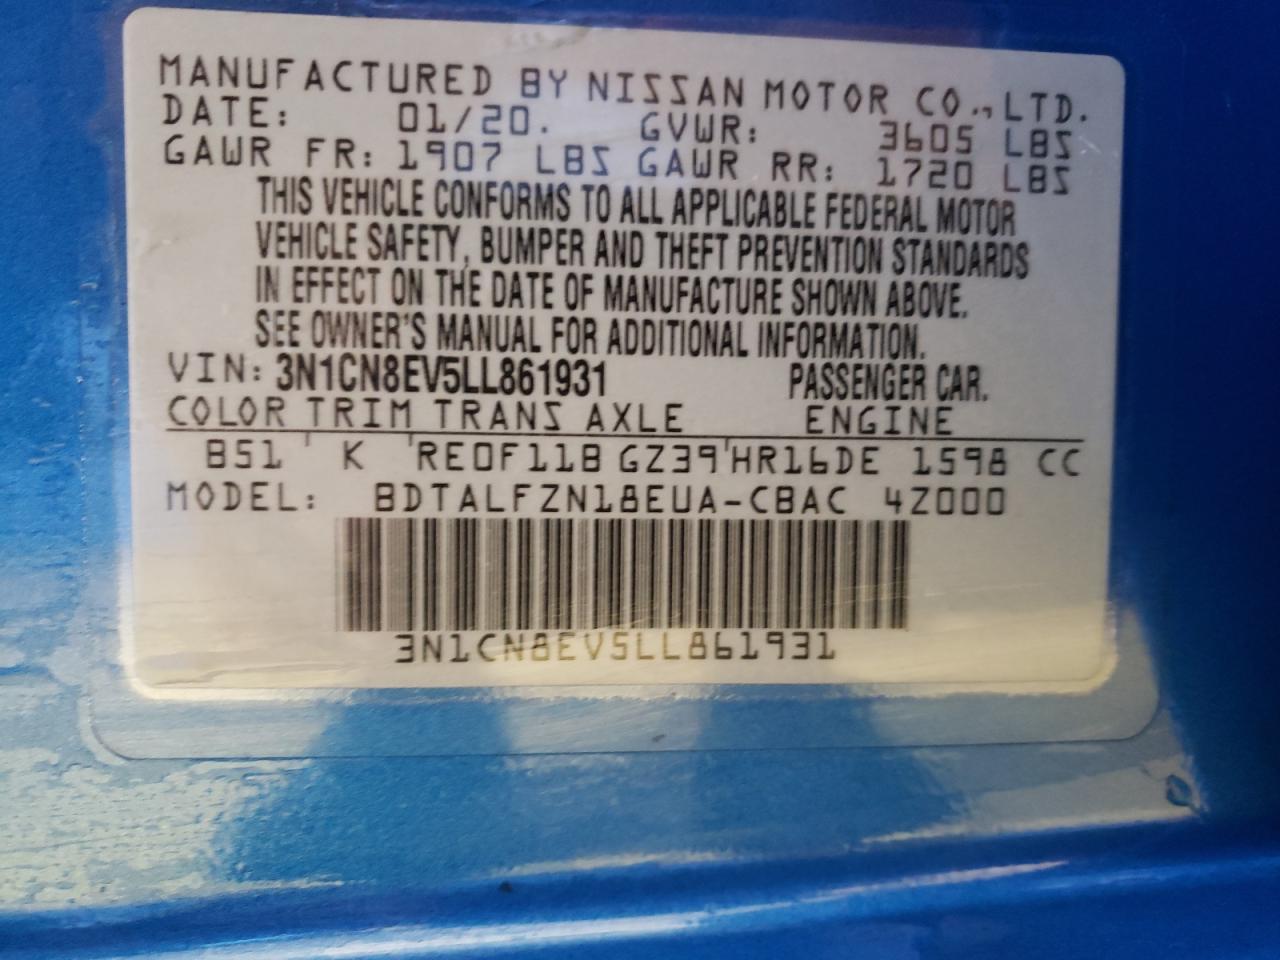 MANUFACTURED BY NISSAN MOTOR CO., LTD.
DATE: 01/20. GVWR: 3605 LBS
GAWR FR: 1907 LBS GAWR RR: 1720 LBS
THIS VEHICLE CONFORMS TO ALL APPLICABLE FEDERAL MOTOR
VEHICLE SAFETY, BUMPER AND THEFT PREVENTION STANDARDS
IN EFFECT ON THE DATE OF MANUFACTURE SHOWN ABOVE.
SEE OWNER'S MANUAL FOR ADDITIONAL INFORMATION.
VIN: 3N1CN8EV5LL861931 PASSENGER CAR.
COLOR TRIM TRANS AXLE ENGINE
B51 K RE0F11B GZ39 HR16DE 1598 CC
MODEL: BDTALFZN18EUA-CBAC 4Z000
3N1CN8EV5LL861931